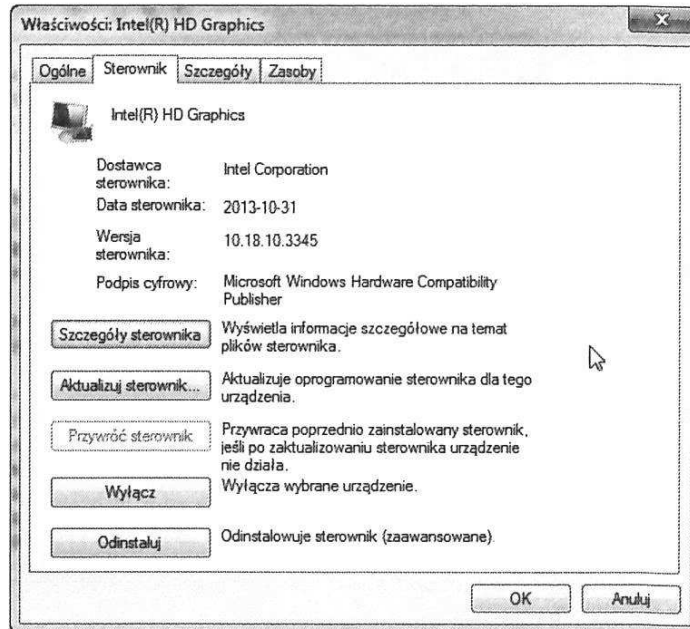 Właściwości: Intel(R) HD Graphics
Ogólne Sterownik Szczegóły Zasoby
Intel(R) HD Graphics
Dostawca
sterownika:
Intel Corporation
Data sterownika: 2013-10-31
Wersja
sterownika:
10.18.10.3345
Podpis cyfrowy: Microsoft Windows Hardware Compatibility
Publisher
Szczegóły sterownika
Wyświetla informacje szczegółowe na temat
plików sterownika.
Aktualizuj sterownik...
Aktualizuje oprogramowanie sterownika dla tego
urządzenia.
Przywróć sterownik
Przywraca poprzednio zainstalowany sterownik,
jeśli po zaktualizowaniu sterownika urządzenie
nie działa.
Wyłącz
Wyłącza wybrane urządzenie.
Odinstaluj
Odinstalowuje sterownik (zaawansowane)
OK Anuluj